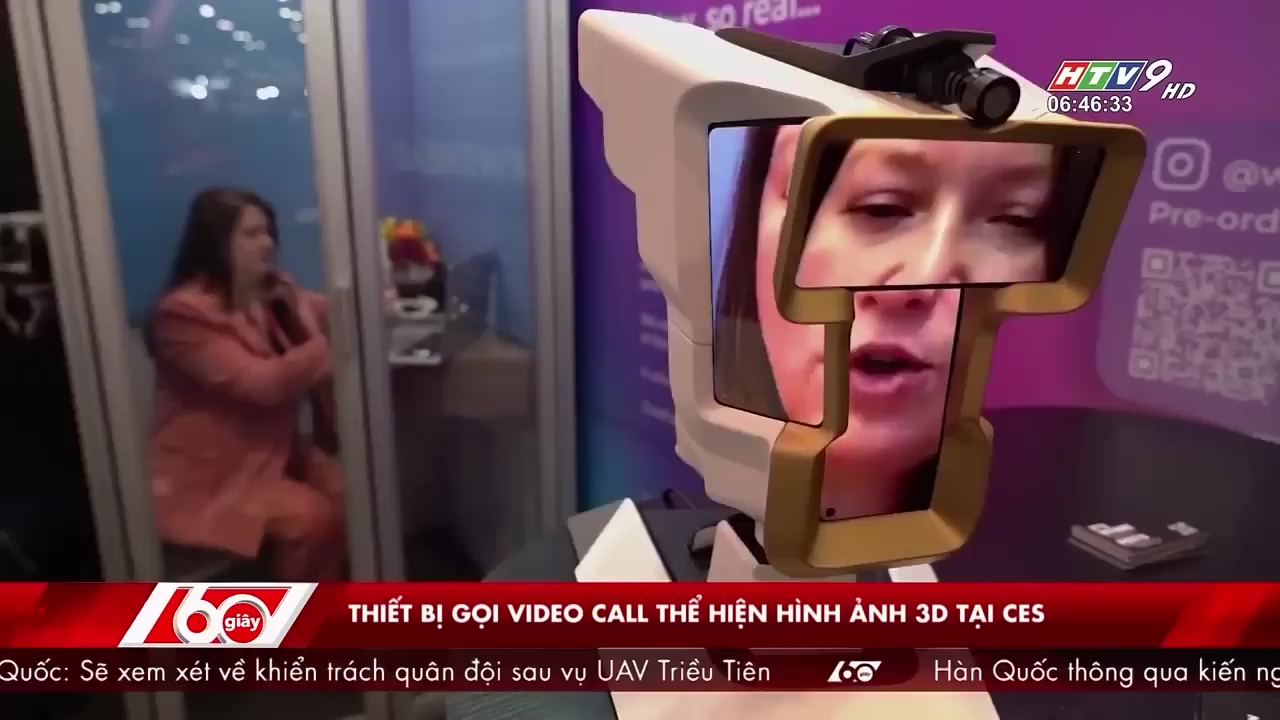 so real...
HTV9 HD
06:46:33
@w
Pre-ord
60 giây
THIẾT BỊ GỌI VIDEO CALL THỂ HIỆN HÌNH ẢNH 3D TẠI CES
Quốc: Sẽ xem xét về khiển trách quân đội sau vụ UAV Triều Tiên 60 giây Hàn Quốc thông qua kiến ng